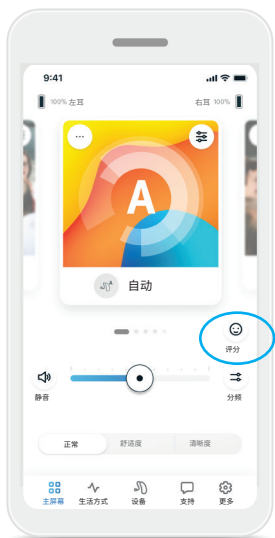 9:41
100% 左耳
右耳 100%
A
自动
评分
静音
分频
正常
舒适度
清晰度
主屏幕
生活方式
设备
支持
更多